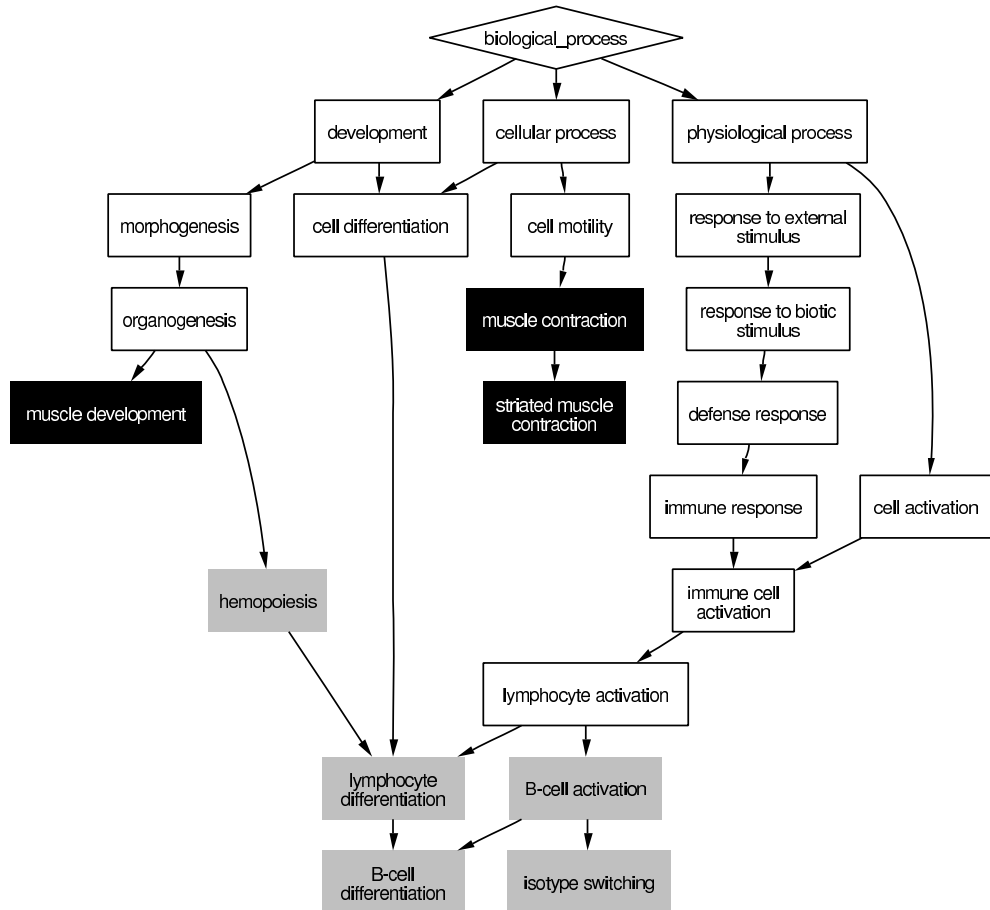 biological_process
development
cellular process
physiological process
morphogenesis
cell differentiation
cell motility
response to external
stimulus
organogenesis
muscle contraction
response to biotic
stimulus
muscle development
striated muscle
contraction
defense response
immune response
cell activation
hemopoiesis
immune cell
activation
lymphocyte activation
lymphocyte
differentiation
B-cell activation
B-cell
differentiation
isotype switching